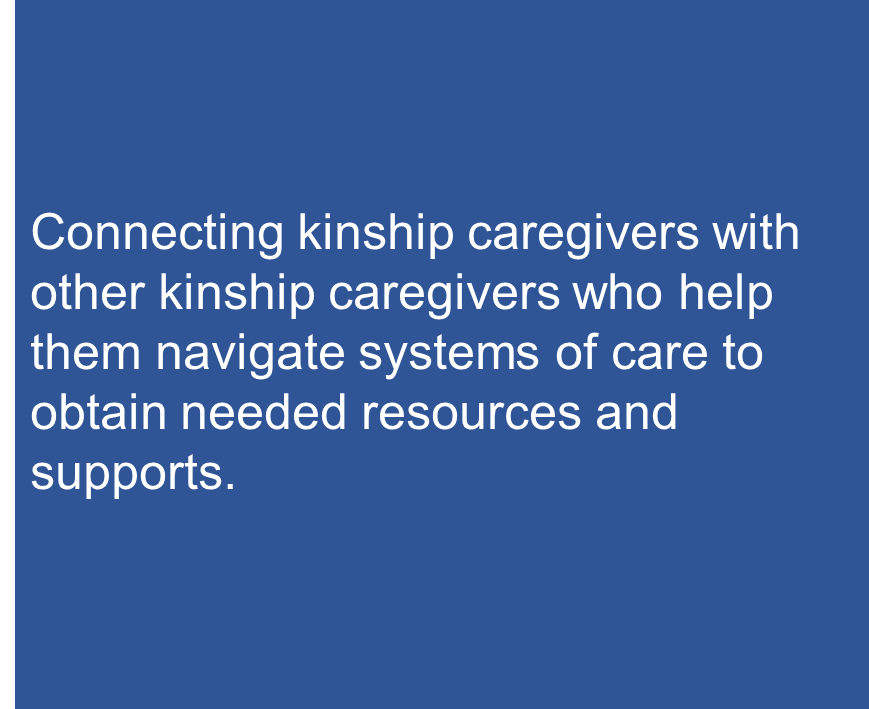 Connecting kinship caregivers with
other kinship caregivers who help
them navigate systems of care to
obtain needed resources and
supports.